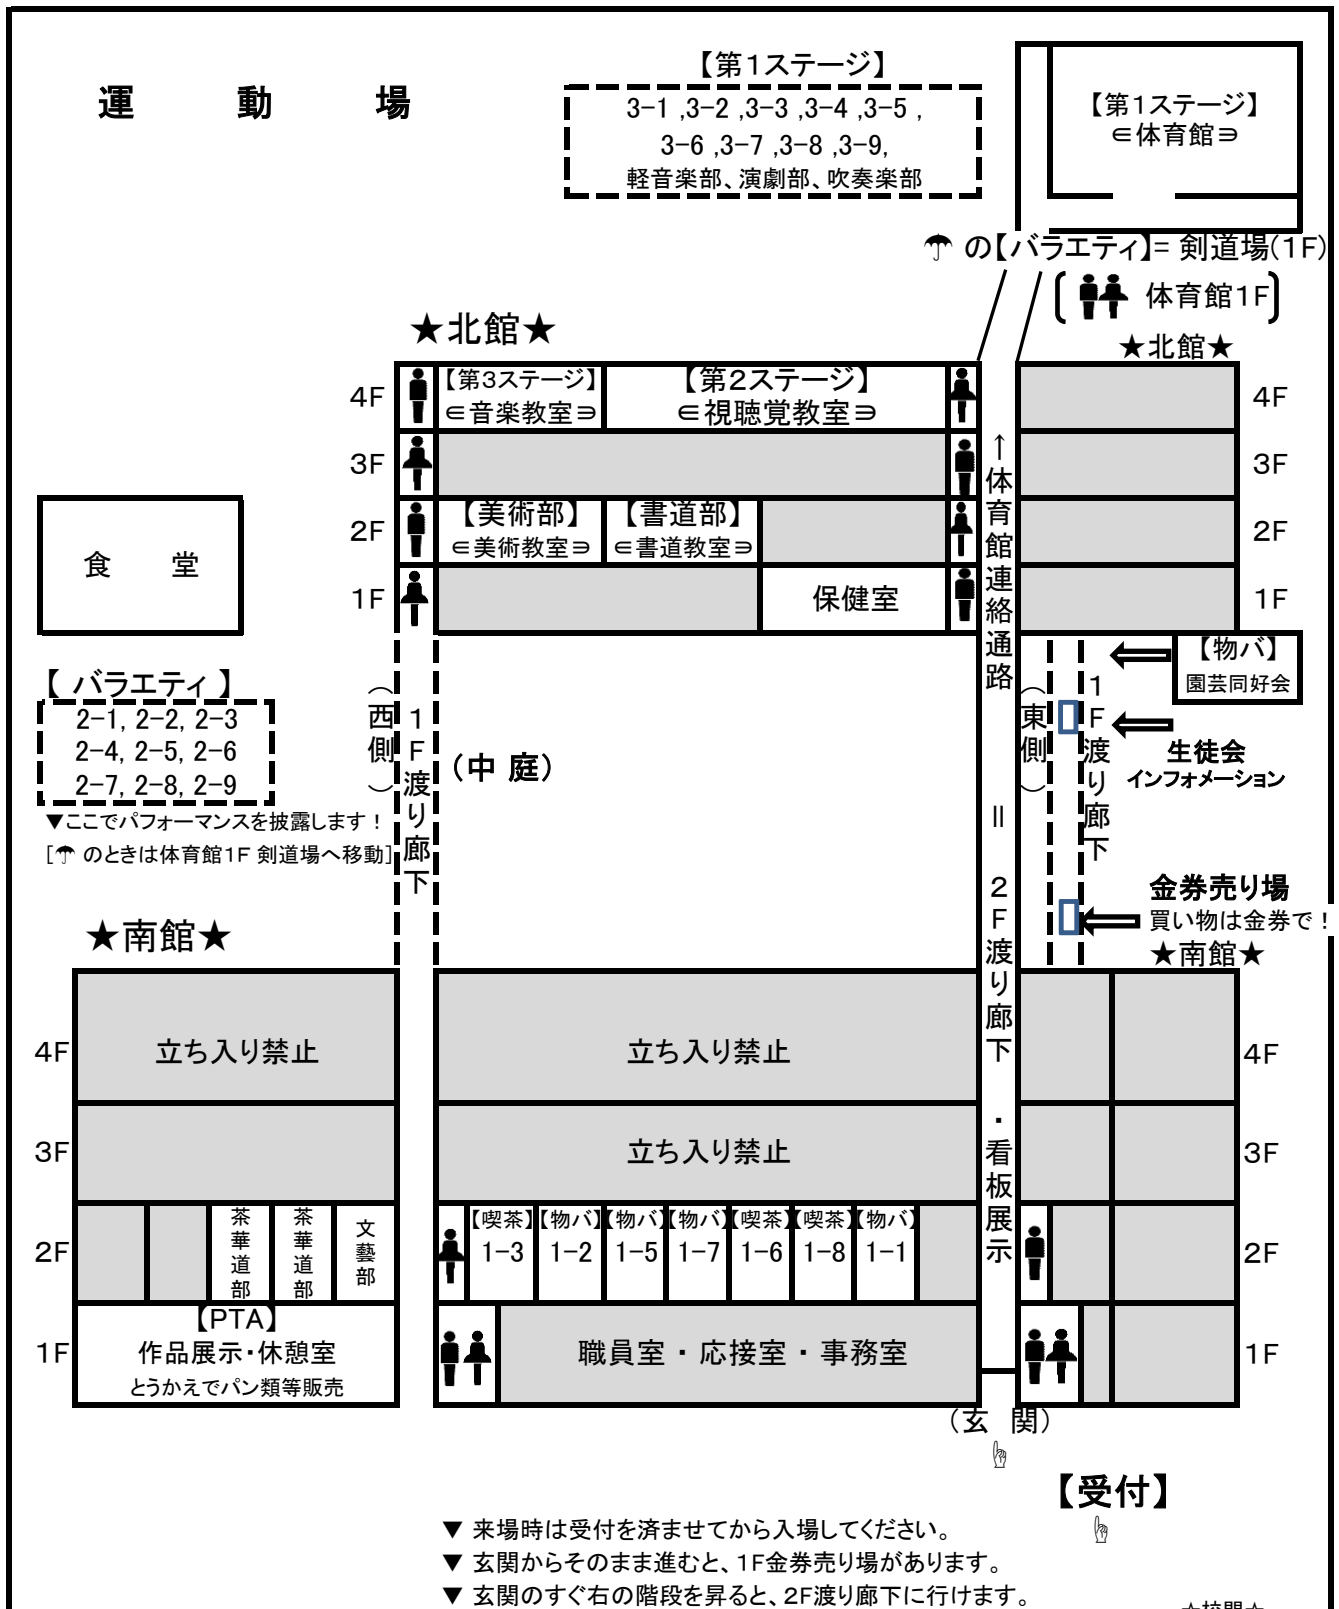 運動場
【第1ステージ】
3-1 ,3-2 ,3-3 ,3-4 ,3-5 ,
3-6 ,3-7 ,3-8 ,3-9,
軽音楽部、演劇部、吹奏楽部
【第1ステージ】
∈体育館∋
☂ の【バラエティ】= 剣道場(1F)
体育館1F
★北館★
★北館★
4F
【第3ステージ】
∈音楽教室∋
【第2ステージ】
∈視聴覚教室∋
4F
3F
3F
2F
【美術部】
∈美術教室∋
【書道部】
∈書道教室∋
2F
1F
保健室
1F
食堂
↑体育館連絡通路 = 2F渡り廊下・看板展示
【物バ】
園芸同好会
【 バラエティ 】
2-1, 2-2, 2-3
2-4, 2-5, 2-6
2-7, 2-8, 2-9
▼ここでパフォーマンスを披露します！
[☂ のときは体育館1F 剣道場へ移動]
(西側)
1F渡り廊下
(中 庭)
(東側)
1F渡り廊下
生徒会
インフォメーション
金券売り場
買い物は金券で！
★南館★
★南館★
4F
立ち入り禁止
立ち入り禁止
4F
3F
立ち入り禁止
3F
2F
茶華道部
茶華道部
文藝部
【喫茶】
1-3
【物バ】
1-2
【物バ】
1-5
【物バ】
1-7
【喫茶】
1-6
【喫茶】
1-8
【物バ】
1-1
2F
1F
【PTA】
作品展示・休憩室
とうかえでパン類等販売
職員室 ・ 応接室 ・ 事務室
1F
(玄 関)
☝
【受付】
☝
▼ 来場時は受付を済ませてから入場してください。
▼ 玄関からそのまま進むと、1F金券売り場があります。
▼ 玄関のすぐ右の階段を昇ると、2F渡り廊下に行けます。